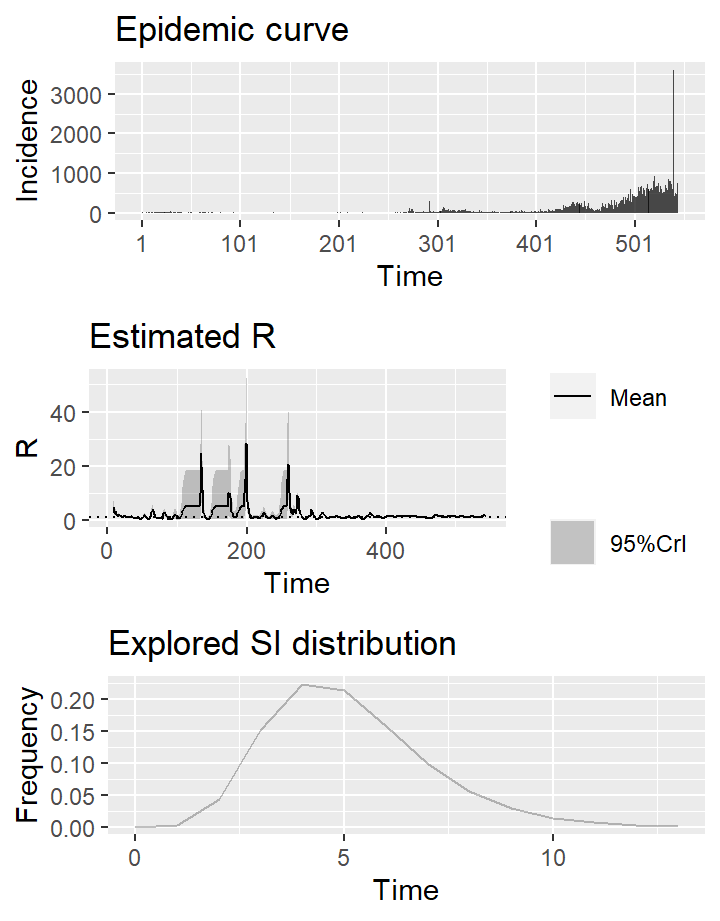 Epidemic curve
Incidence
3000
2000
1000
0
1 101 201 301 401 501
Time
Estimated R
R
40
20
0
0 200 400
Time
Mean
95%CrI
Explored SI distribution
Frequency
0.20
0.15
0.10
0.05
0.00
0 5 10
Time